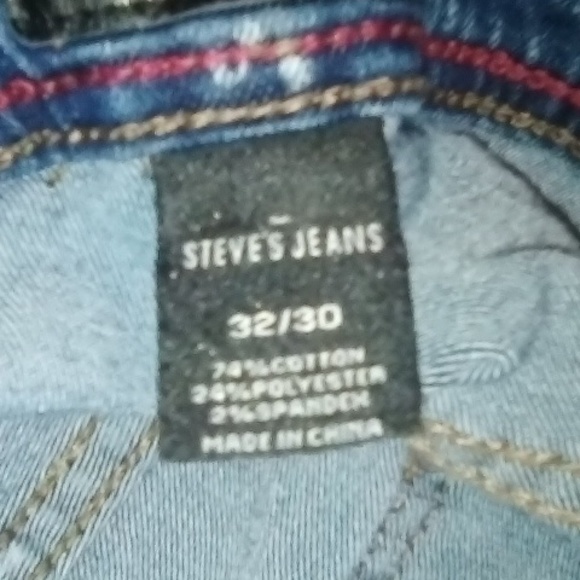 STEVE'S JEANS
32/30
74%COTTON
24%POLYESTER
2%SPANDEX
MADE IN CHINA